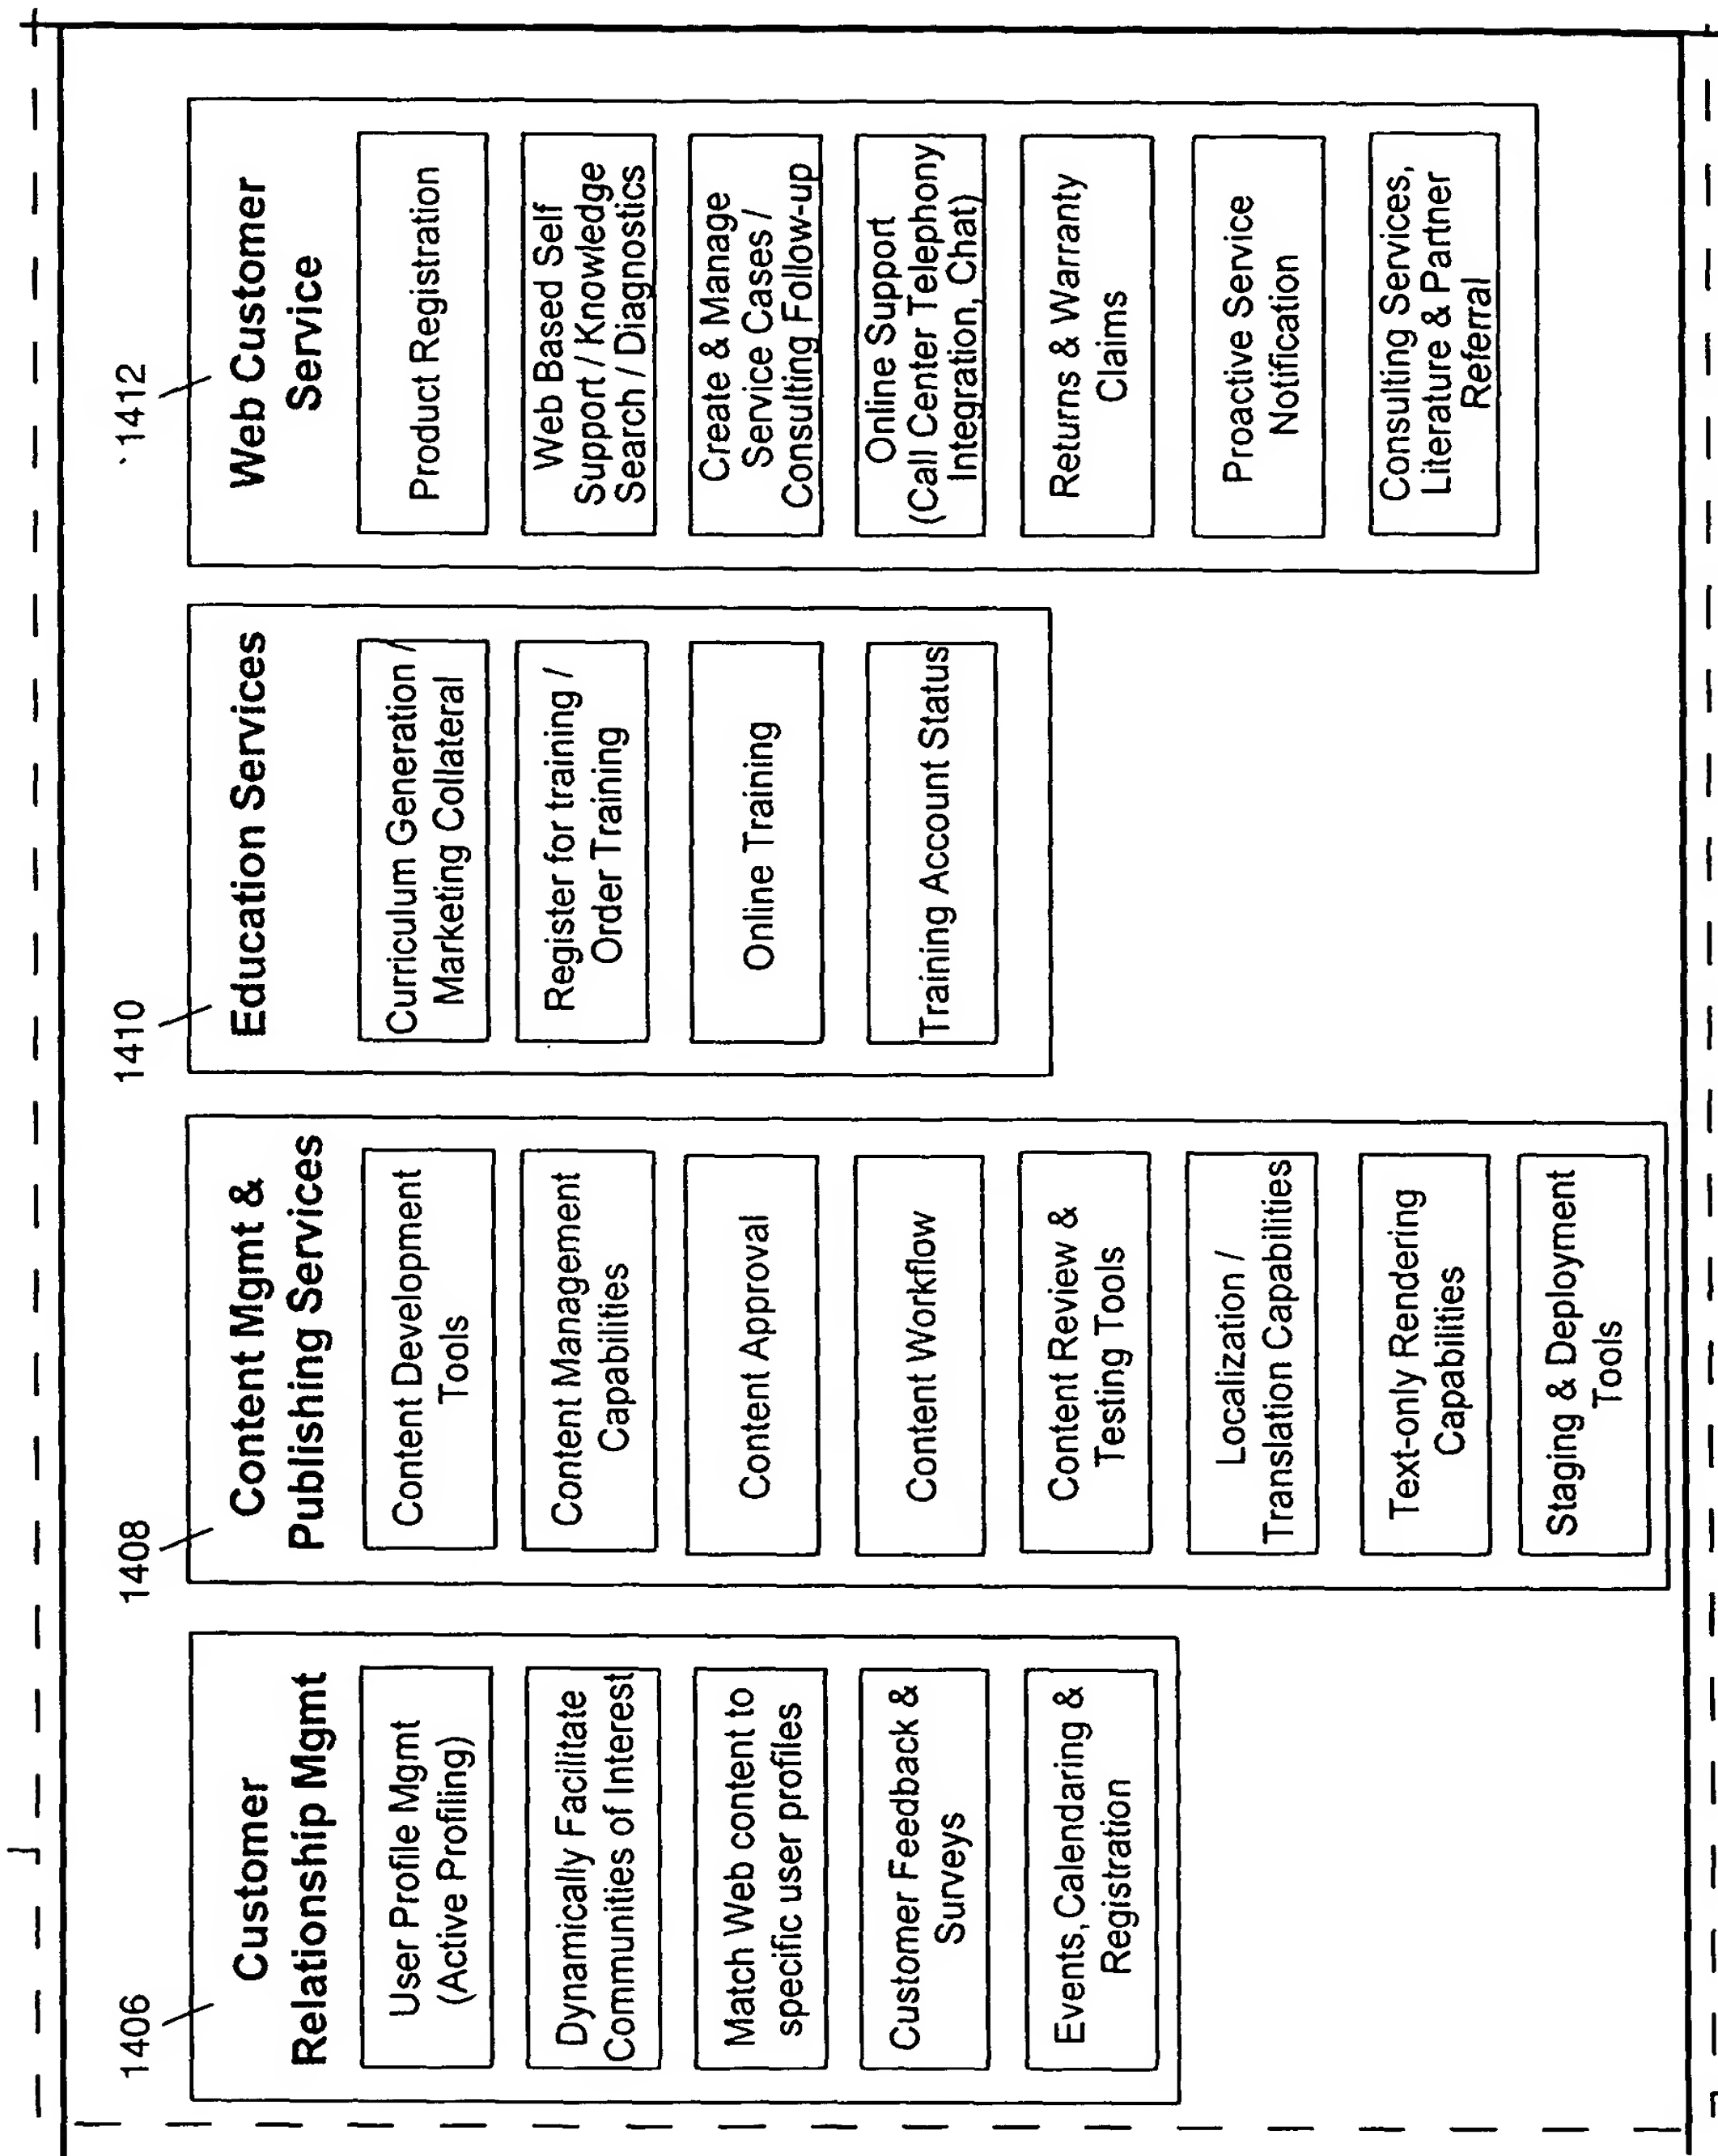 1406
Customer
Relationship Mgmt
User Profile Mgmt
(Active Profiling)
Dynamically Facilitate
Communities of Interest
Match Web content to
specific user profiles
Customer Feedback &
Surveys
Events, Calendaring &
Registration
1408
Content Mgmt &
Publishing Services
Content Development
Tools
Content Management
Capabilities
Content Approval
Content Workflow
Content Review &
Testing Tools
Localization /
Translation Capabilities
Text-only Rendering
Capabilities
Staging & Deployment
Tools
1410
Education Services
Curriculum Generation /
Marketing Collateral
Register for training /
Order Training
Online Training
Training Account Status
1412
Web Customer
Service
Product Registration
Web Based Self
Support / Knowledge
Search / Diagnostics
Create & Manage
Service Cases /
Consulting Follow-up
Online Support
(Call Center Telephony
Integration, Chat)
Returns & Warranty
Claims
Proactive Service
Notification
Consulting Services,
Literature & Partner
Referral